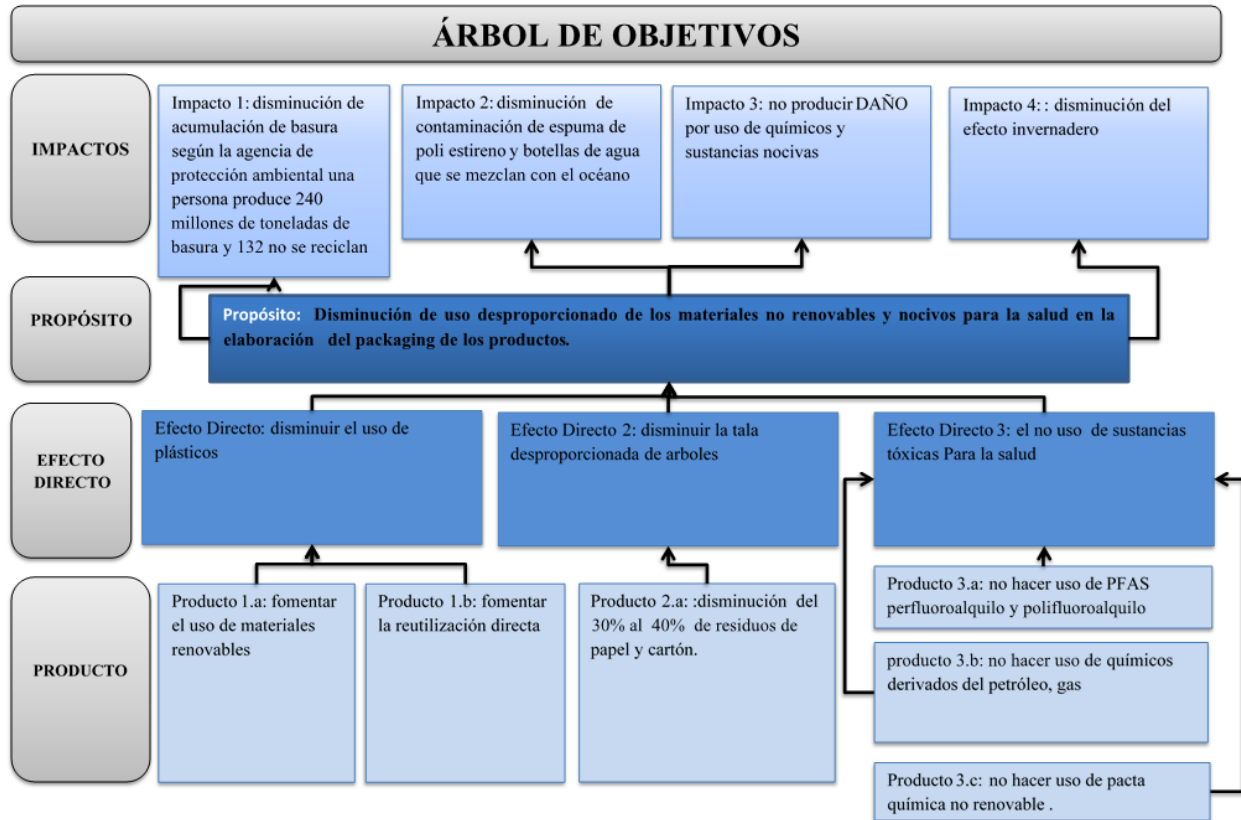 ÁRBOL DE OBJETIVOS
IMPACTOS
Impacto 1: disminución de
acumulación de basura
según la agencia de
protección ambiental una
persona produce 240
millones de toneladas de
basura y 132 no se reciclan
Impacto 2: disminución de
contaminación de espuma de
poli estireno y botellas de agua
que se mezclan con el océano
Impacto 3: no producir DAÑO
por uso de químicos y
sustancias nocivas
Impacto 4: : disminución del
efecto invernadero
PROPÓSITO
Propósito: Disminución de uso desproporcionado de los materiales no renovables y nocivos para la salud en la
elaboración del packaging de los productos.
EFECTO
DIRECTO
Efecto Directo: disminuir el uso de
plásticos
Efecto Directo 2: disminuir la tala
desproporcionada de arboles
Efecto Directo 3: el no uso de sustancias
tóxicas Para la salud
PRODUCTO
Producto 1.a: fomentar
el uso de materiales
renovables
Producto 1.b: fomentar
la reutilización directa
Producto 2.a: :disminución del
30% al 40% de residuos de
papel y cartón.
Producto 3.a: no hacer uso de PFAS
perfluoroalquilo y polifluoroalquilo
producto 3.b: no hacer uso de químicos
derivados del petróleo, gas
Producto 3.c: no hacer uso de pacta
química no renovable .